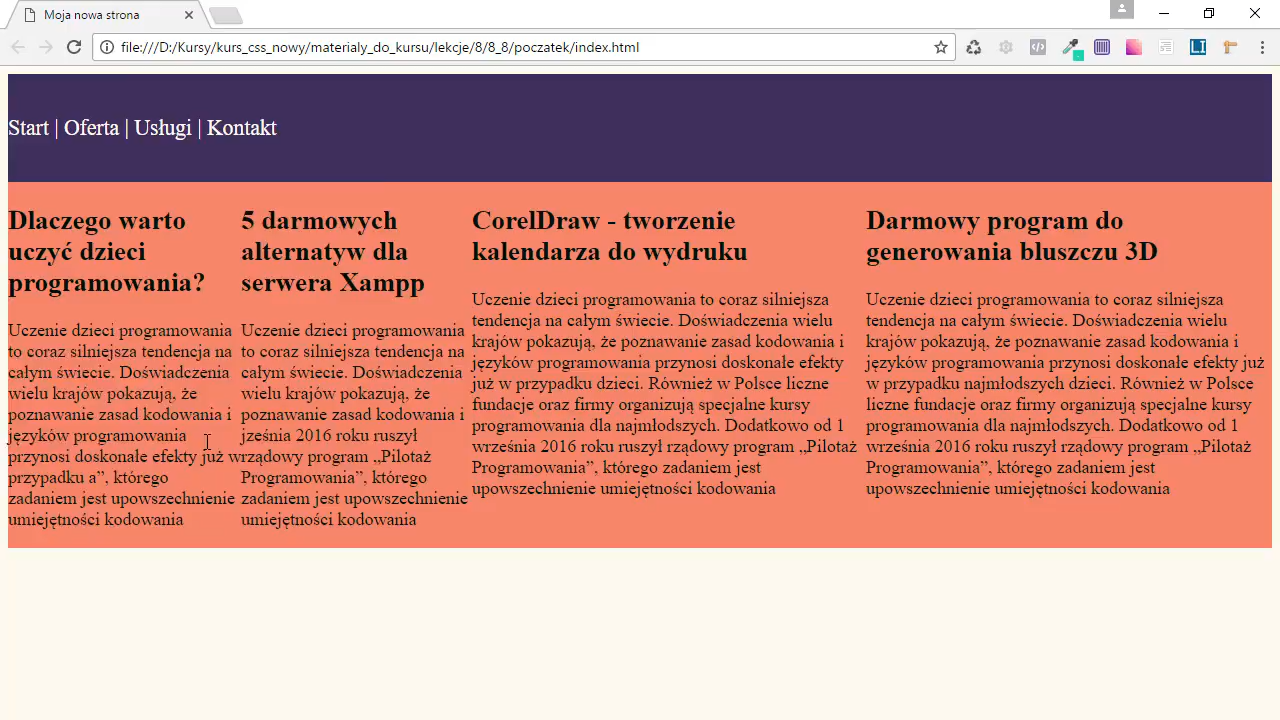 Moja nowa strona
file:///D:/Kursy/kurs_css_nowy/materialy_do_kursu/lekcje/8/8_8/poczatek/index.html
LI
Start | Oferta | Usługi | Kontakt
Dlaczego warto
uczyć dzieci
programowania?
Uczenie dzieci programowania
to coraz silniejsza tendencja na
całym świecie. Doświadczenia
wielu krajów pokazują, że
poznawanie zasad kodowania i
języków programowania
przynosi doskonałe efekty już w
przypadku a”, którego
zadaniem jest upowszechnienie
umiejętności kodowania
5 darmowych
alternatyw dla
serwera Xampp
Uczenie dzieci programowania
to coraz silniejsza tendencja na
całym świecie. Doświadczenia
wielu krajów pokazują, że
poznawanie zasad kodowania i
jześnia 2016 roku ruszył
rządowy program „Pilotaż
Programowania”, którego
zadaniem jest upowszechnienie
umiejętności kodowania
CorelDraw - tworzenie
kalendarza do wydruku
Uczenie dzieci programowania to coraz silniejsza
tendencja na całym świecie. Doświadczenia wielu
krajów pokazują, że poznawanie zasad kodowania i
języków programowania przynosi doskonałe efekty
już w przypadku dzieci. Również w Polsce liczne
fundacje oraz firmy organizują specjalne kursy
programowania dla najmłodszych. Dodatkowo od 1
września 2016 roku ruszył rządowy program „Pilotaż
Programowania”, którego zadaniem jest
upowszechnienie umiejętności kodowania
Darmowy program do
generowania bluszczu 3D
Uczenie dzieci programowania to coraz silniejsza
tendencja na całym świecie. Doświadczenia wielu
krajów pokazują, że poznawanie zasad kodowania i
języków programowania przynosi doskonałe efekty już
w przypadku najmłodszych dzieci. Również w Polsce
liczne fundacje oraz firmy organizują specjalne kursy
programowania dla najmłodszych. Dodatkowo od 1
września 2016 roku ruszył rządowy program „Pilotaż
Programowania”, którego zadaniem jest
upowszechnienie umiejętności kodowania